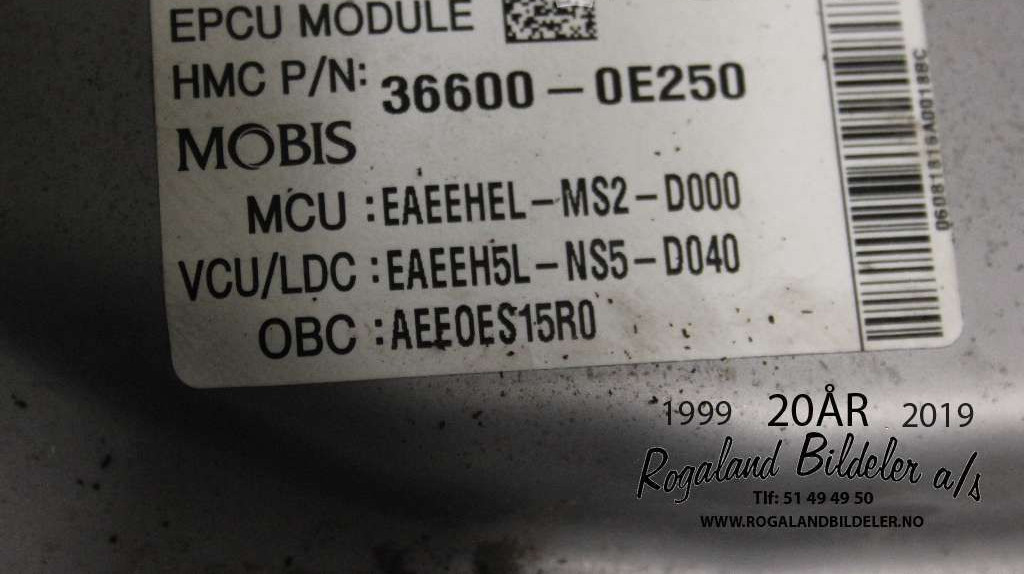 EPCU MODULE
HMC P/N: 36600-0E250
MOBIS
MCU :EAEEHEL-MS2-D000
VCU/LDC :EAEEH5L-NS5-D040
OBC :AEEOES15R0
1999 20ÅR 2019
Rogaland Bildeler a/s
Tlf: 51 49 49 50
WWW.ROGALANDBILDELER.NO